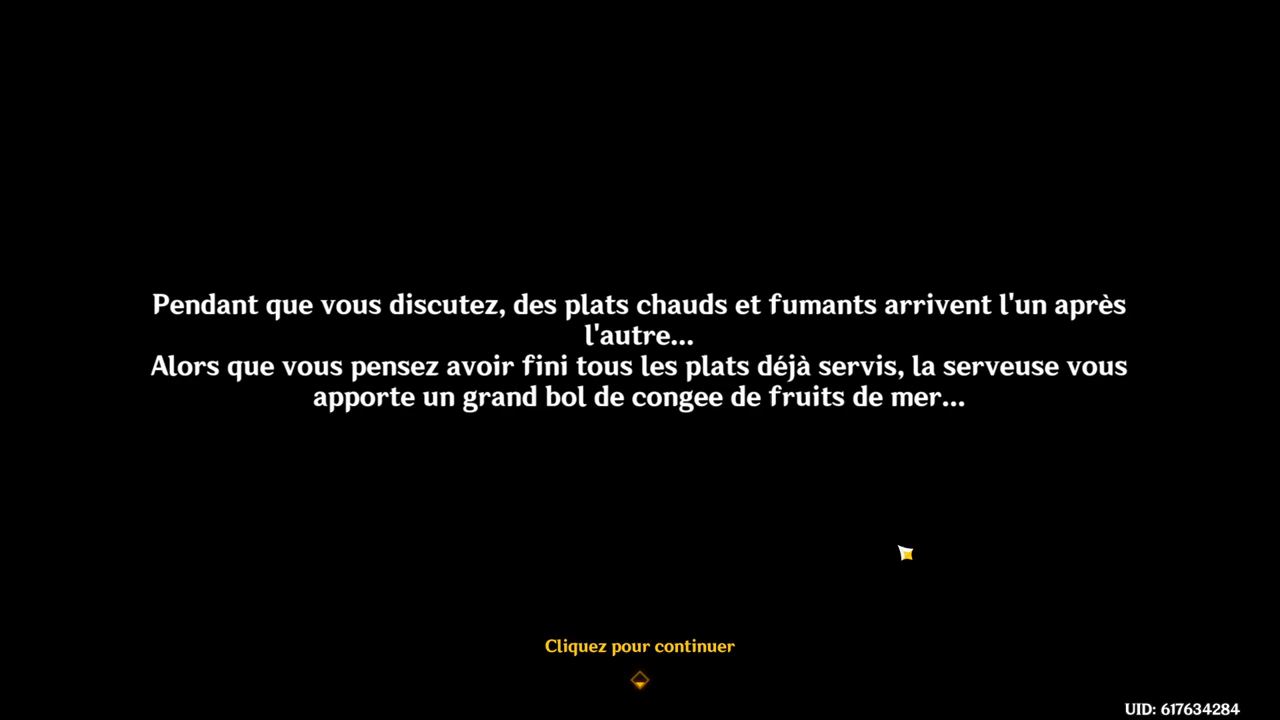 Pendant que vous discutez, des plats chauds et fumants arrivent l'un après
l'autre...
Alors que vous pensez avoir fini tous les plats déjà servis, la serveuse vous
apporte un grand bol de congee de fruits de mer...
Cliquez pour continuer
UID: 617634284